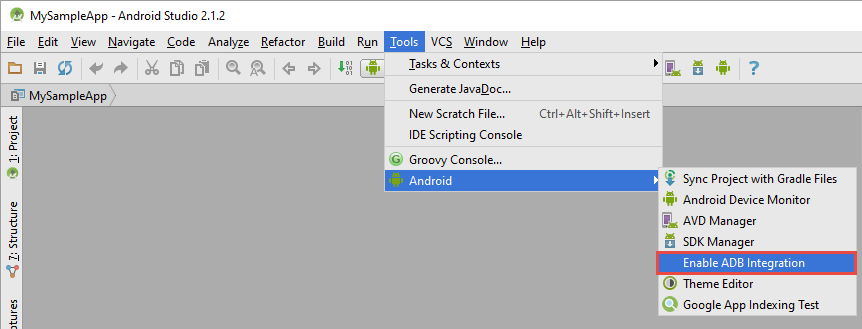 MySampleApp - Android Studio 2.1.2
File Edit View Navigate Code Analyze Refactor Build Run Tools VCS Window Help
MySampleApp
Tasks & Contexts
Generate JavaDoc...
New Scratch File... Ctrl+Alt+Shift+Insert
IDE Scripting Console
Groovy Console...
Android
Sync Project with Gradle Files
Android Device Monitor
AVD Manager
SDK Manager
Enable ADB Integration
Theme Editor
Google App Indexing Test
1: Project
7: Structure